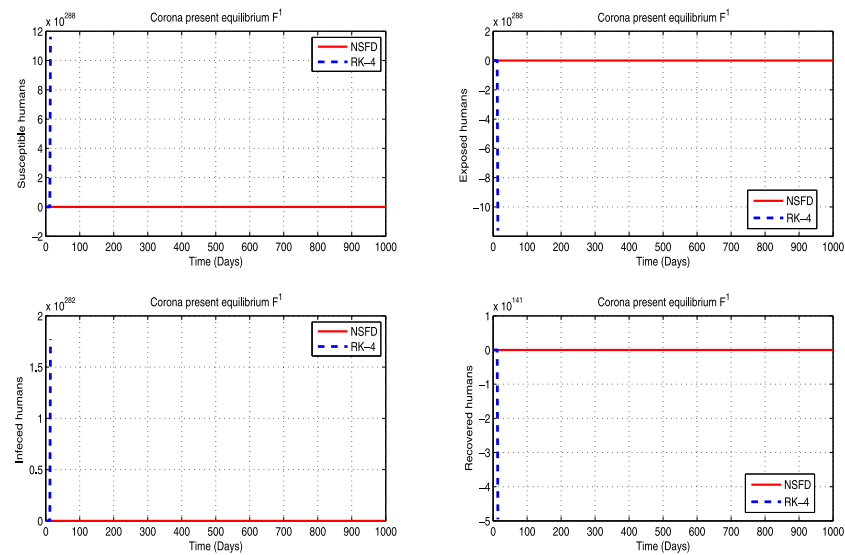 x 10^288
Corona present equilibrium F^1
12
10
8
6
4
2
0
−2
Susceptible humans
NSFD
RK−4
0 100 200 300 400 500 600 700 800 900 1000
Time (Days)
x 10^288
Corona present equilibrium F^1
2
0
−2
−4
−6
−8
−10
Exposed humans
NSFD
RK−4
0 100 200 300 400 500 600 700 800 900 1000
Time (Days)
x 10^282
Corona present equilibrium F^1
2
1.5
1
0.5
0
Infeced humans
NSFD
RK−4
0 100 200 300 400 500 600 700 800 900 1000
Time (Days)
x 10^141
Corona present equilibrium F^1
1
0
−1
−2
−3
−4
−5
Recovered humans
NSFD
RK−4
0 100 200 300 400 500 600 700 800 900 1000
Time (Days)